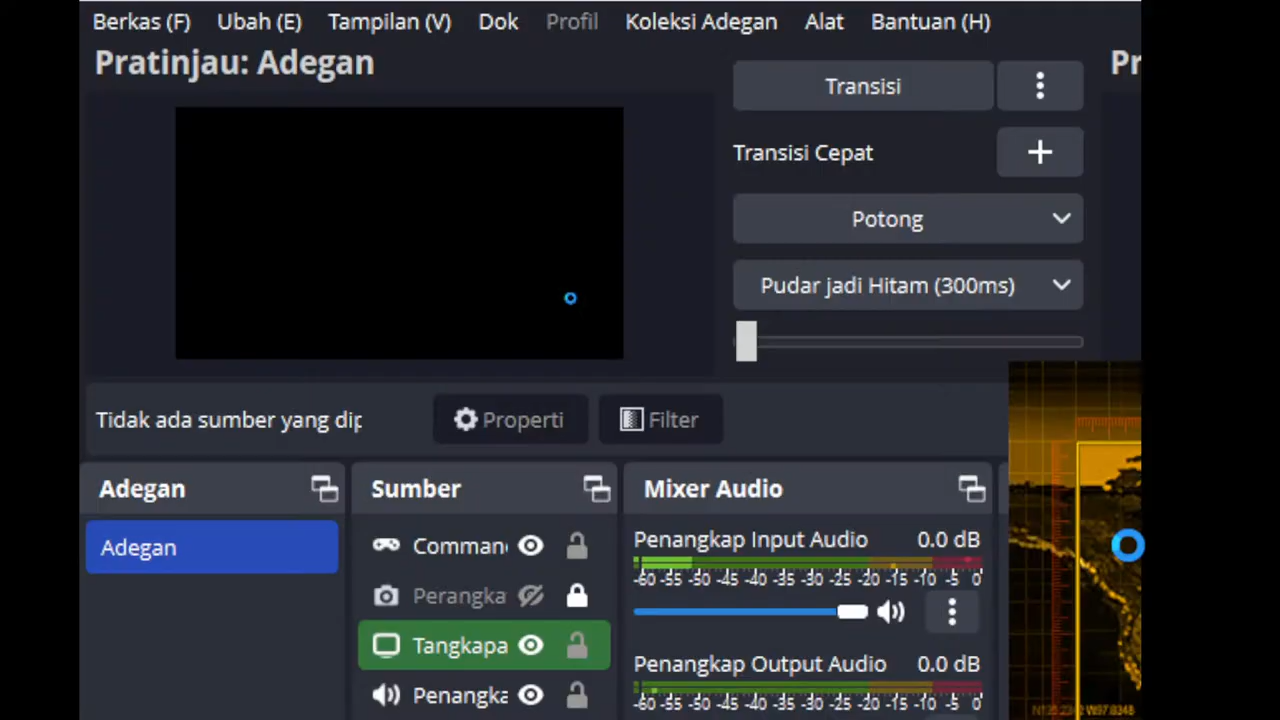 Berkas (F) Ubah (E) Tampilan (V) Dok Profil Koleksi Adegan Alat Bantuan (H)
Pratinjau: Adegan
Pr
Transisi
Transisi Cepat
Potong
Pudar jadi Hitam (300ms)
Tidak ada sumber yang dip
Properti
Filter
Adegan
Adegan
Sumber
Comman
Perangka
Tangkapa
Penangka
Mixer Audio
Penangkap Input Audio 0.0 dB
-60 -55 -50 -45 -40 -35 -30 -25 -20 -15 -10 -5 0
Penangkap Output Audio 0.0 dB
-60 -55 -50 -45 -40 -35 -30 -25 -20 -15 -10 -5 0